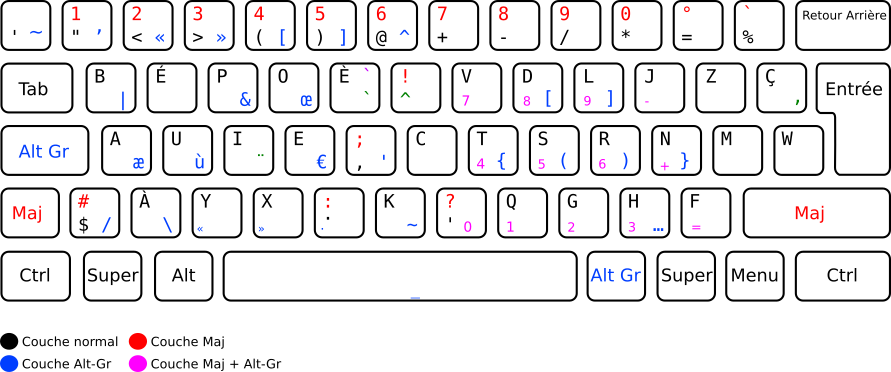 1 2 3 4 5 6 7 8 9 0 ° `
' ~ " ’ < « > » ( [ ) ] @ ^ + - / * = % Retour Arrière
Tab B | É P & O œ È ` ` ! ^ V 7 D 8 [ L 9 ] J - Z Ç , Entrée
Alt Gr A æ U ù I ¨ E € ; , ' C T 4 { S 5 ( R 6 ) N + } M W
Maj # $ / À \ Y « X » : . · K ~ ? ' 0 Q 1 G 2 H 3 … F = Maj
Ctrl Super Alt _ Alt Gr Super Menu Ctrl
Couche normal Couche Maj
Couche Alt-Gr Couche Maj + Alt-Gr